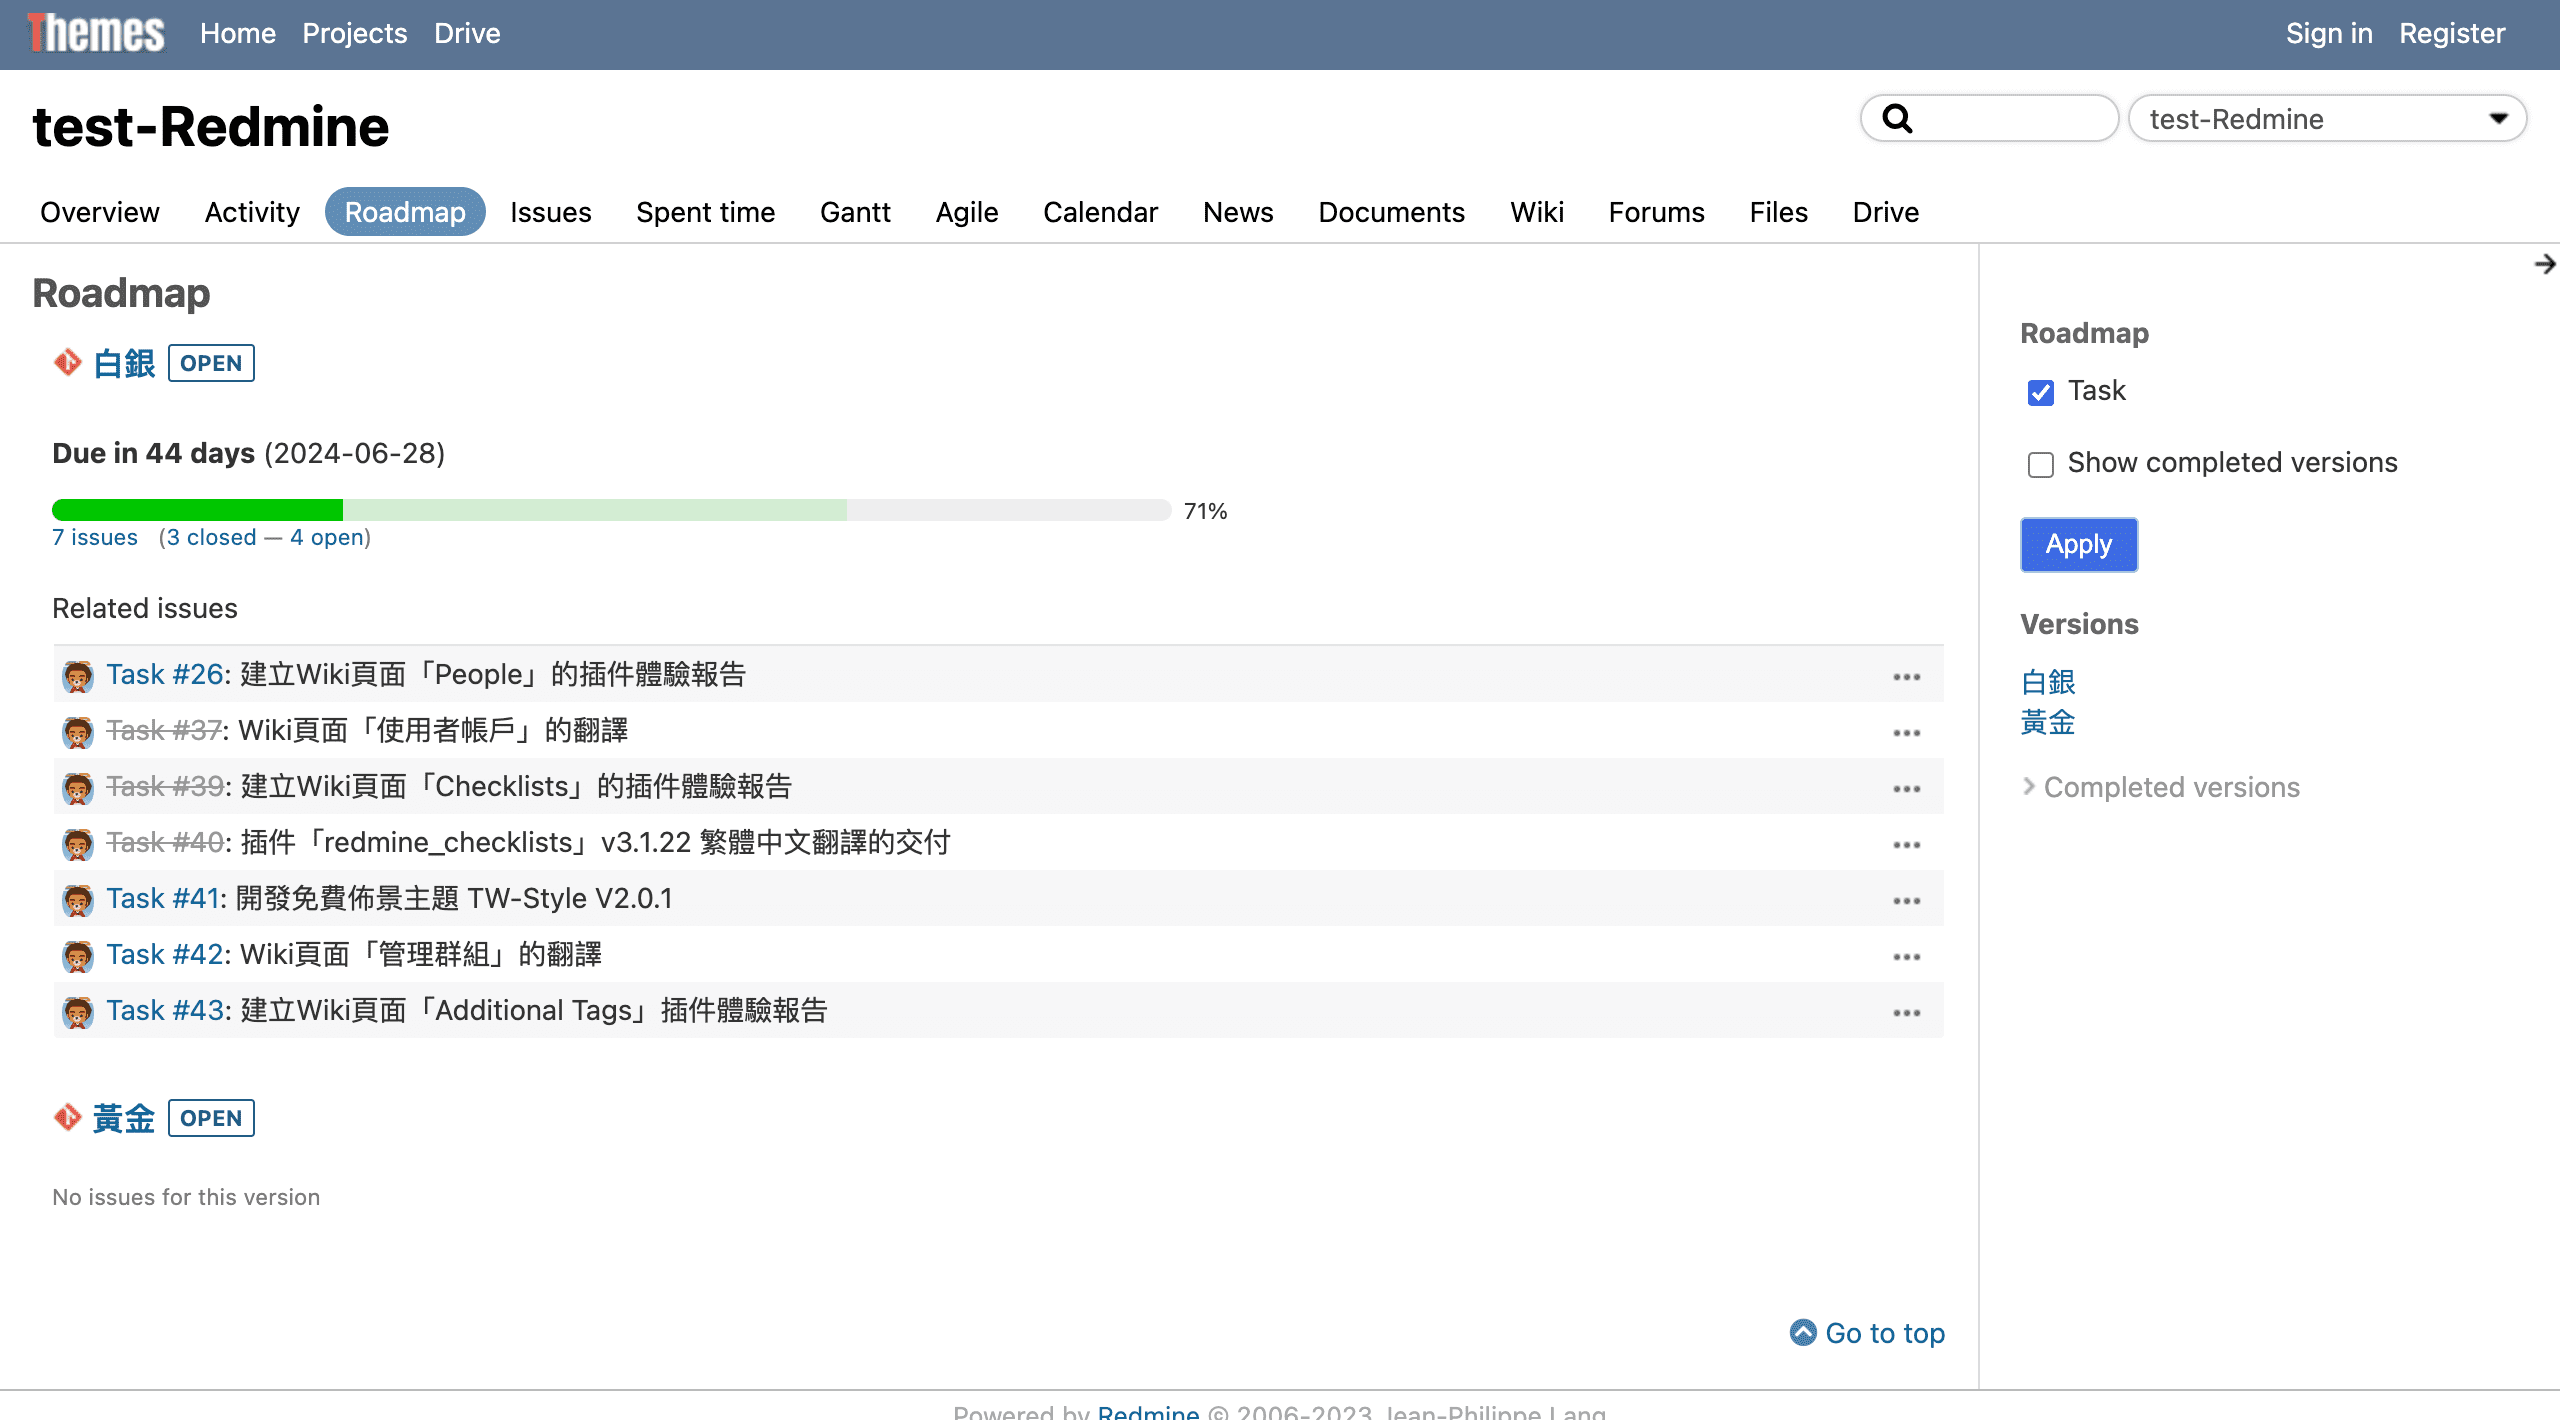 Themes Home Projects Drive Sign in Register
test-Redmine
test-Redmine
Overview Activity Roadmap Issues Spent time Gantt Agile Calendar News Documents Wiki Forums Files Drive
Roadmap
白銀 OPEN
Due in 44 days (2024-06-28)
71%
7 issues (3 closed — 4 open)
Related issues
Task #26: 建立Wiki頁面「People」的插件體驗報告
Task #37: Wiki頁面「使用者帳戶」的翻譯
Task #39: 建立Wiki頁面「Checklists」的插件體驗報告
Task #40: 插件「redmine_checklists」v3.1.22 繁體中文翻譯的交付
Task #41: 開發免費佈景主題 TW-Style V2.0.1
Task #42: Wiki頁面「管理群組」的翻譯
Task #43: 建立Wiki頁面「Additional Tags」插件體驗報告
黃金 OPEN
No issues for this version
Go to top
Roadmap
Task
Show completed versions
Apply
Versions
白銀
黃金
Completed versions
Powered by Redmine © 2006-2023 Jean-Philippe Lang